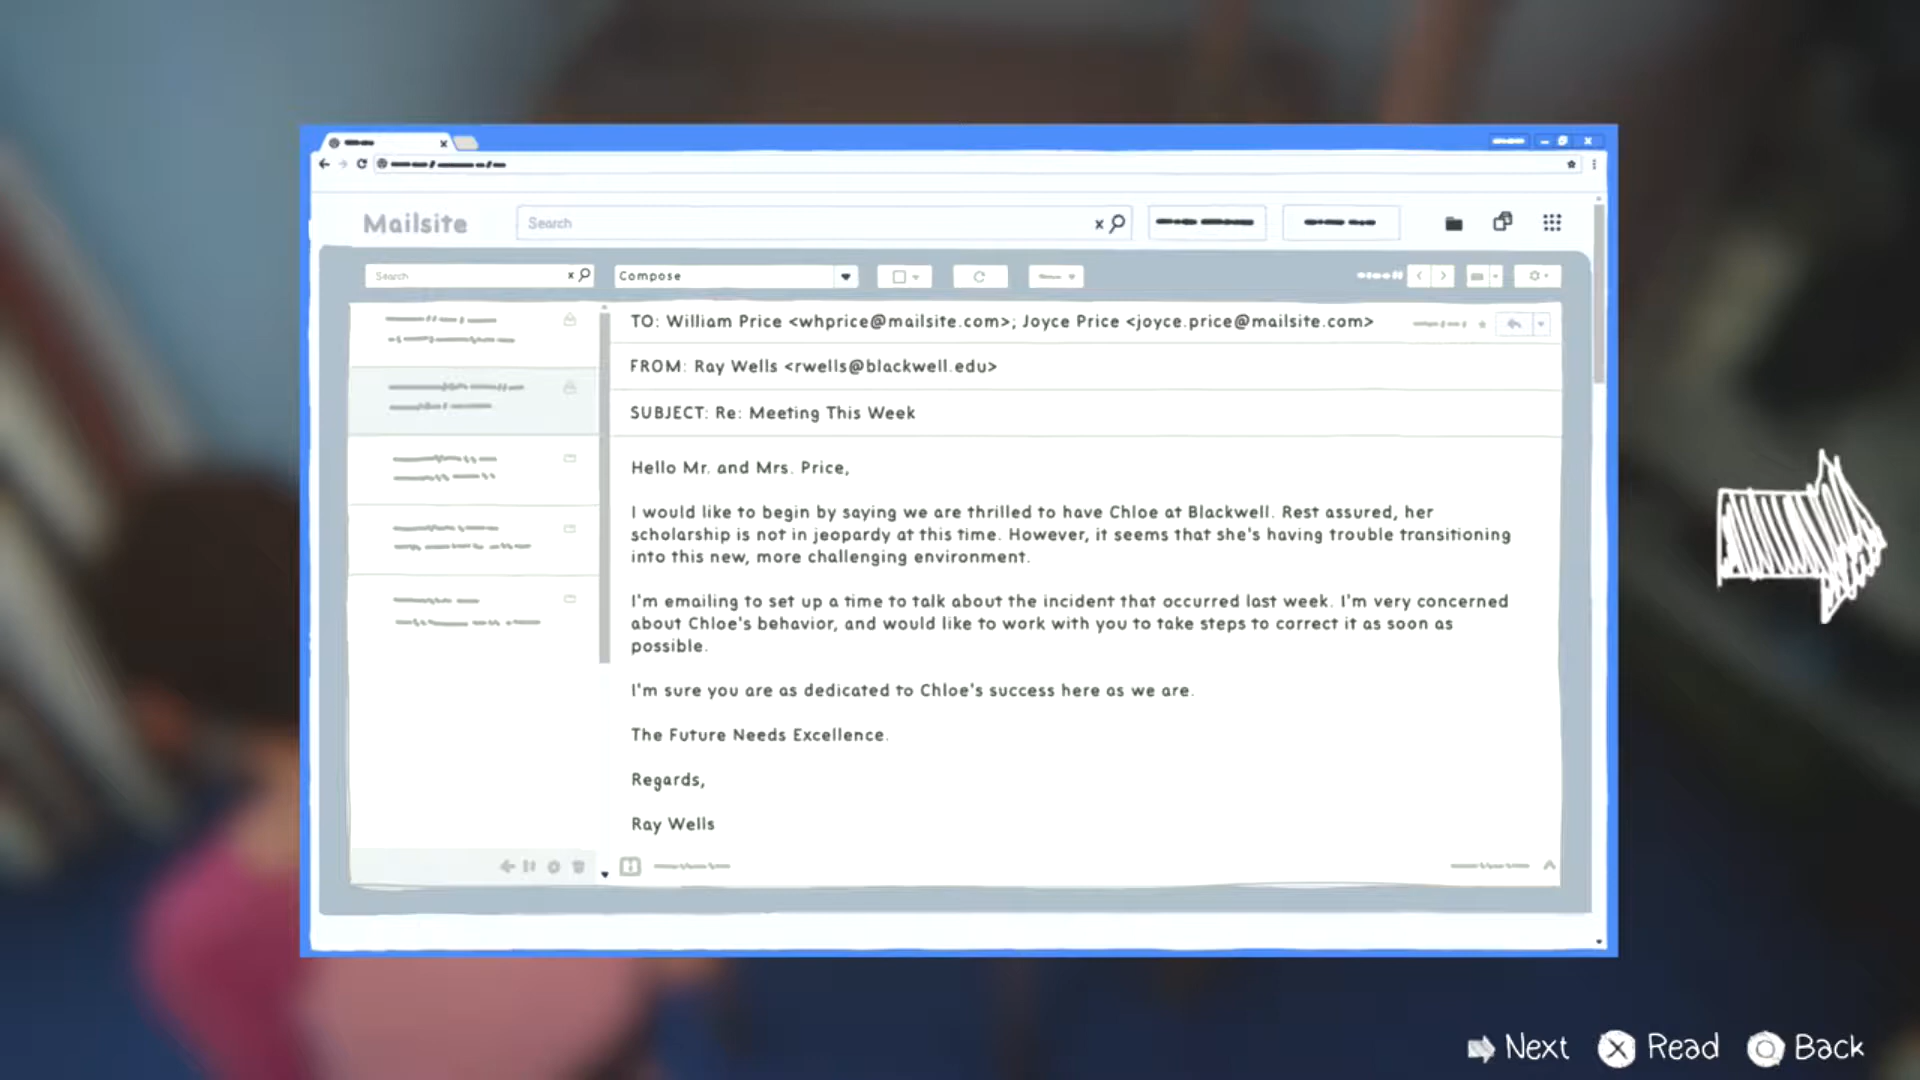 Mailsite
Search
Search
Compose
TO: William Price <whprice@mailsite.com>; Joyce Price <joyce.price@mailsite.com>
FROM: Ray Wells <rwells@blackwell.edu>
SUBJECT: Re: Meeting This Week
Hello Mr. and Mrs. Price,
I would like to begin by saying we are thrilled to have Chloe at Blackwell. Rest assured, her
scholarship is not in jeopardy at this time. However, it seems that she's having trouble transitioning
into this new, more challenging environment.
I'm emailing to set up a time to talk about the incident that occurred last week. I'm very concerned
about Chloe's behavior, and would like to work with you to take steps to correct it as soon as
possible.
I'm sure you are as dedicated to Chloe's success here as we are.
The Future Needs Excellence.
Regards,
Ray Wells
Next
Read
Back